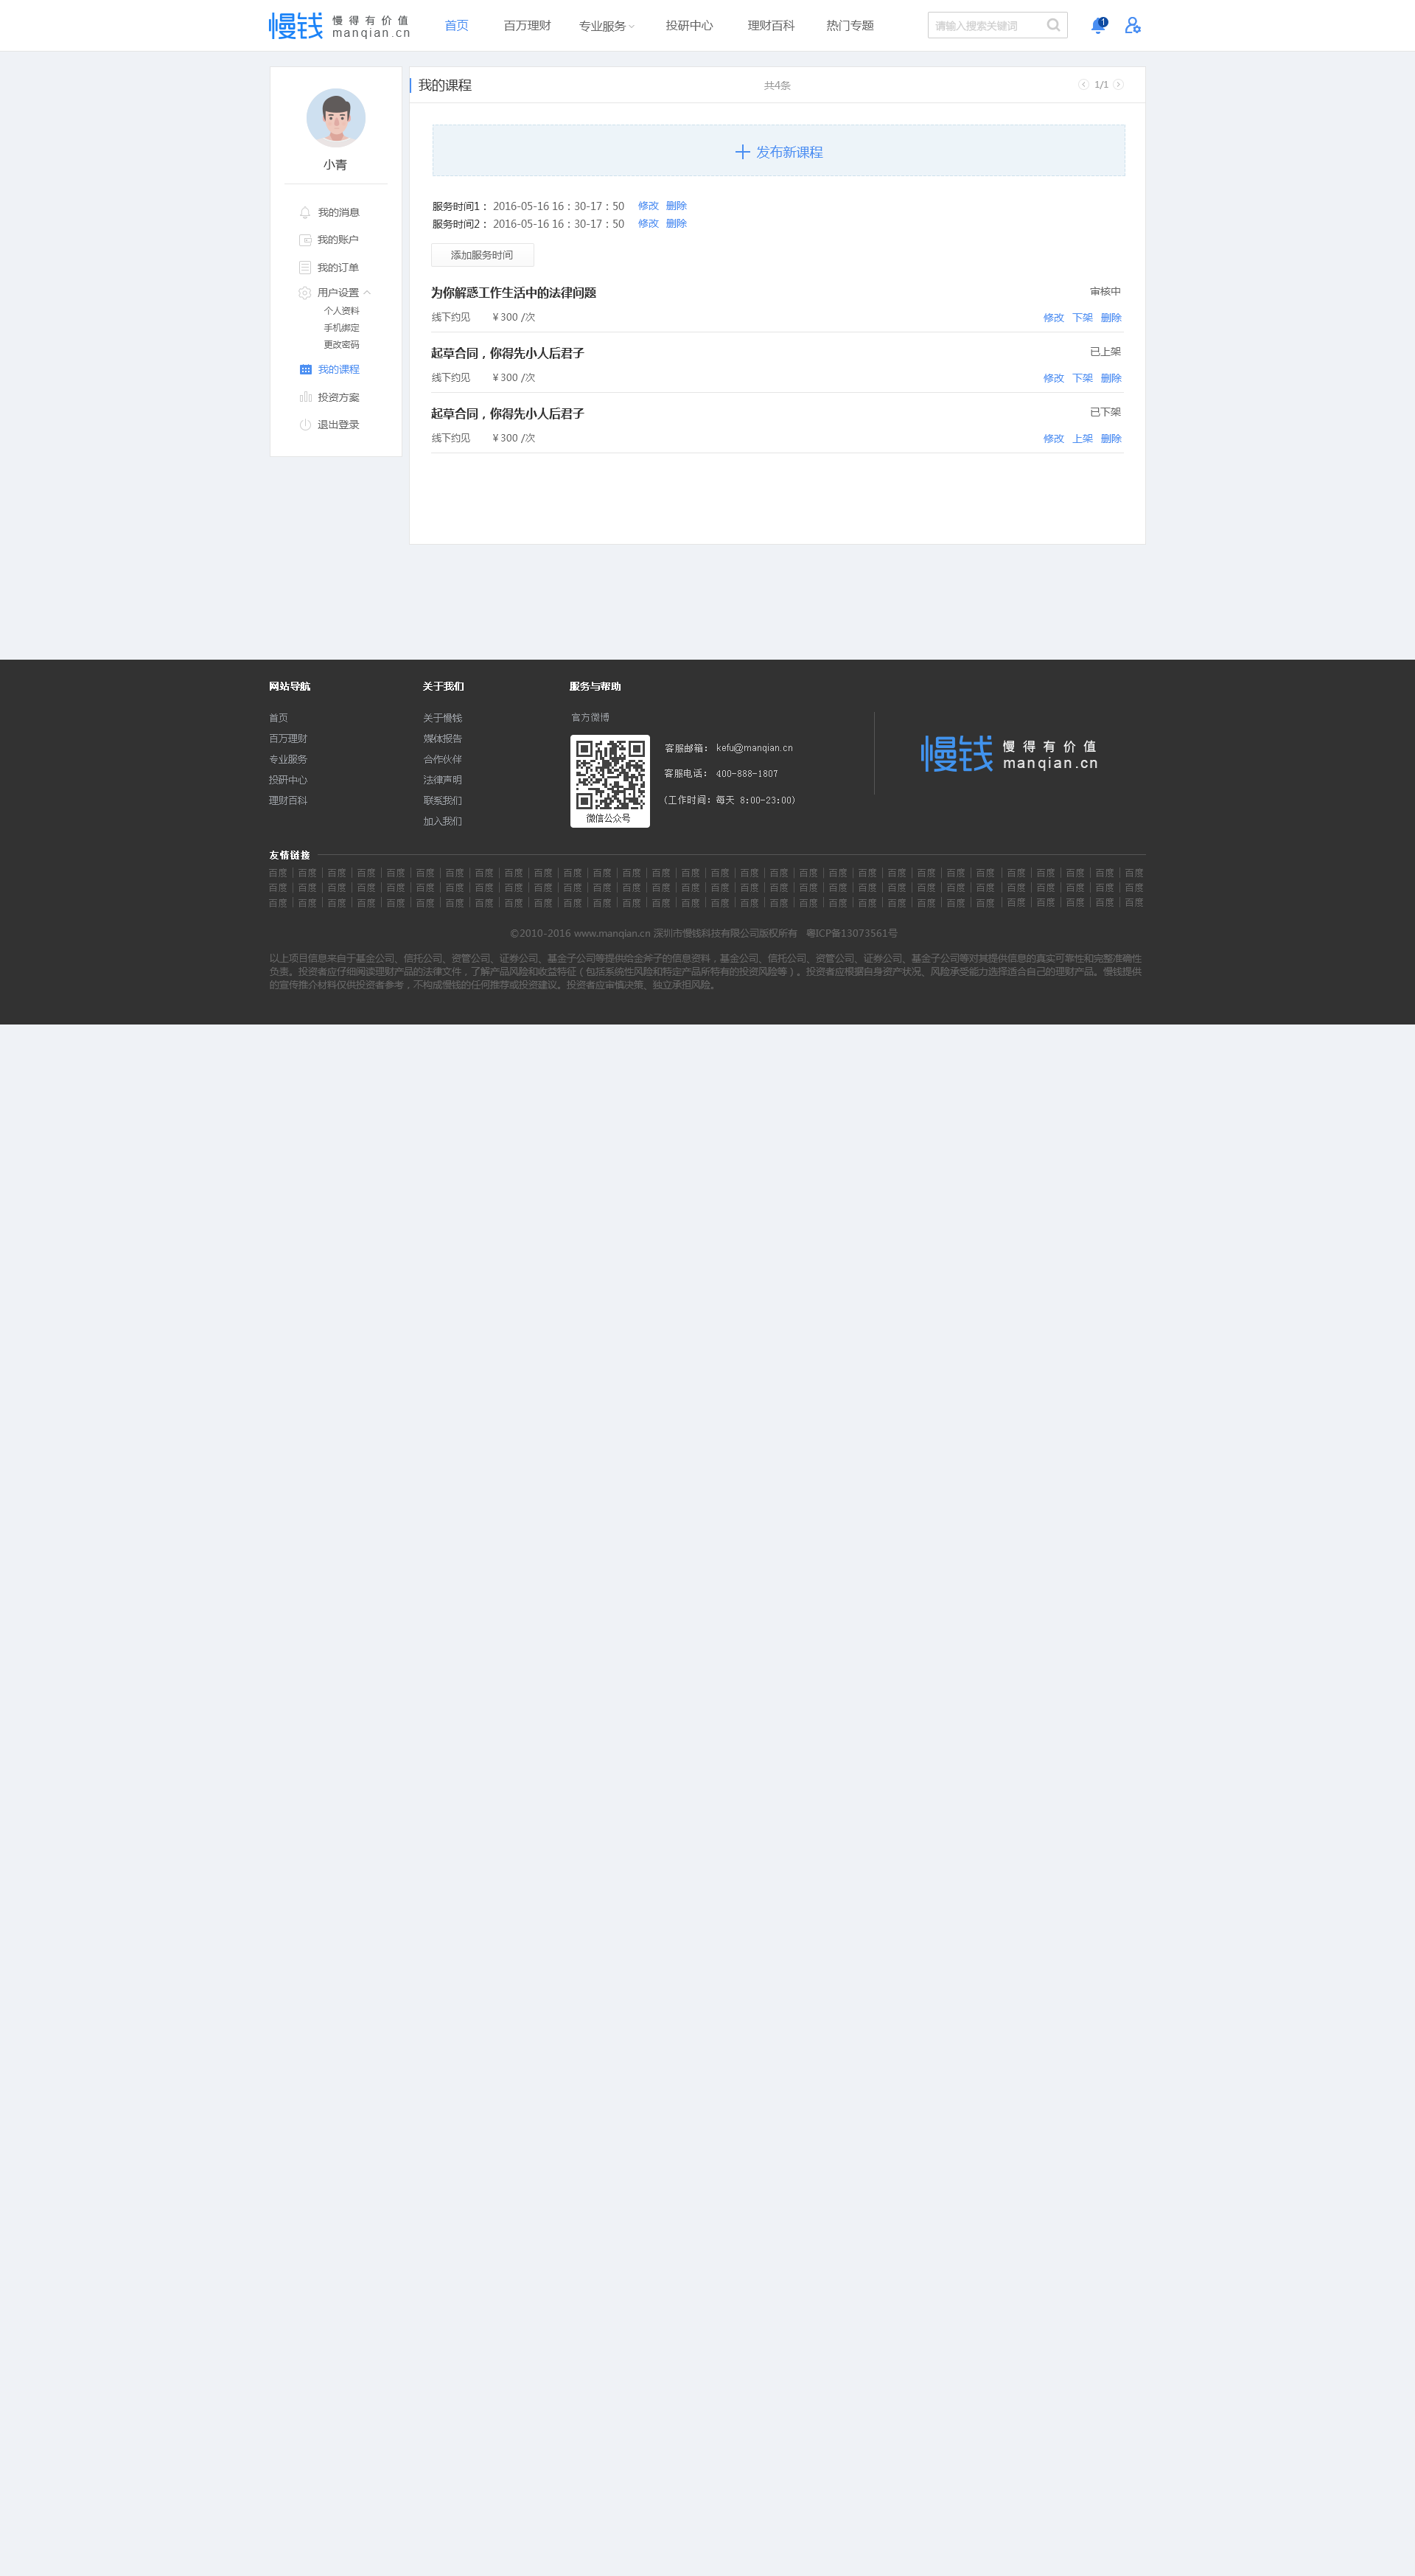 慢钱 慢得有价值 manqian.cn
首页 百万理财 专业服务 投研中心 理财百科 热门专题 请输入搜索关键词 1
小青
我的消息
我的账户
我的订单
用户设置
个人资料
手机绑定
更改密码
我的课程
投资方案
退出登录
我的课程 共4条 1/1
发布新课程
服务时间1： 2016-05-16 16：30-17：50 修改 删除
服务时间2： 2016-05-16 16：30-17：50 修改 删除
添加服务时间
为你解惑工作生活中的法律问题 审核中
线下约见 ￥300 /次 修改 下架 删除
起草合同，你得先小人后君子 已上架
线下约见 ￥300 /次 修改 下架 删除
起草合同，你得先小人后君子 已下架
线下约见 ￥300 /次 修改 上架 删除
网站导航
首页
百万理财
专业服务
投研中心
理财百科
关于我们
关于慢钱
媒体报告
合作伙伴
法律声明
联系我们
加入我们
服务与帮助
官方微博
微信公众号
客服邮箱： kefu@manqian.cn
客服电话： 400-888-1807
(工作时间：每天 8:00-23:00)
慢钱 慢得有价值
manqian.cn
友情链接
百度 百度 百度 百度 百度 百度 百度 百度 百度 百度 百度 百度 百度 百度 百度 百度 百度 百度 百度 百度 百度 百度 百度 百度 百度 百度 百度 百度 百度 百度
百度 百度 百度 百度 百度 百度 百度 百度 百度 百度 百度 百度 百度 百度 百度 百度 百度 百度 百度 百度 百度 百度 百度 百度 百度 百度 百度 百度 百度 百度
百度 百度 百度 百度 百度 百度 百度 百度 百度 百度 百度 百度 百度 百度 百度 百度 百度 百度 百度 百度 百度 百度 百度 百度 百度 百度 百度 百度 百度 百度
©2010-2016 www.manqian.cn 深圳市慢钱科技有限公司版权所有 粤ICP备13073561号
以上项目信息来自于基金公司、信托公司、资管公司、证券公司、基金子公司等提供给金斧子的信息资料，基金公司、信托公司、资管公司、证券公司、基金子公司等对其提供信息的真实可靠性和完整准确性
负责。投资者应仔细阅读理财产品的法律文件，了解产品风险和收益特征（包括系统性风险和特定产品所特有的投资风险等）。投资者应根据自身资产状况、风险承受能力选择适合自己的理财产品。慢钱提供
的宣传推介材料仅供投资者参考，不构成慢钱的任何推荐或投资建议。投资者应审慎决策、独立承担风险。